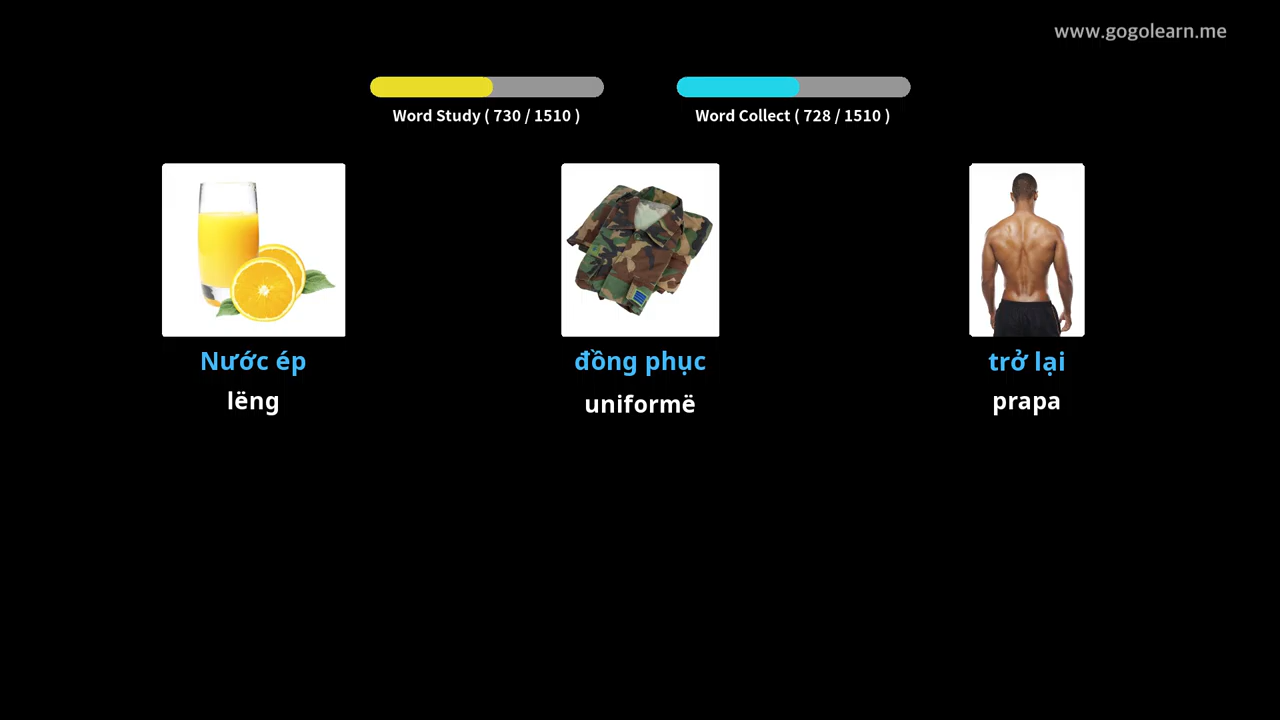 www.gogolearn.me
Word Study ( 730 / 1510 )
Word Collect ( 728 / 1510 )
Nước ép
lëng
đồng phục
uniformë
trở lại
prapa